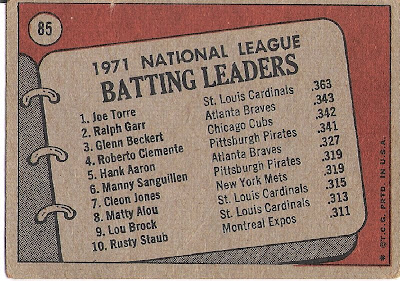 85
1971 NATIONAL LEAGUE
BATTING LEADERS
1. Joe Torre St. Louis Cardinals .363
2. Ralph Garr Atlanta Braves .343
3. Glenn Beckert Chicago Cubs .342
4. Roberto Clemente Pittsburgh Pirates .341
5. Hank Aaron Atlanta Braves .327
6. Manny Sanguillen Pittsburgh Pirates .319
7. Cleon Jones New York Mets .319
8. Matty Alou St. Louis Cardinals .315
9. Lou Brock St. Louis Cardinals .313
10. Rusty Staub Montreal Expos .311
* © T.C.G. PRTD. IN U.S.A.